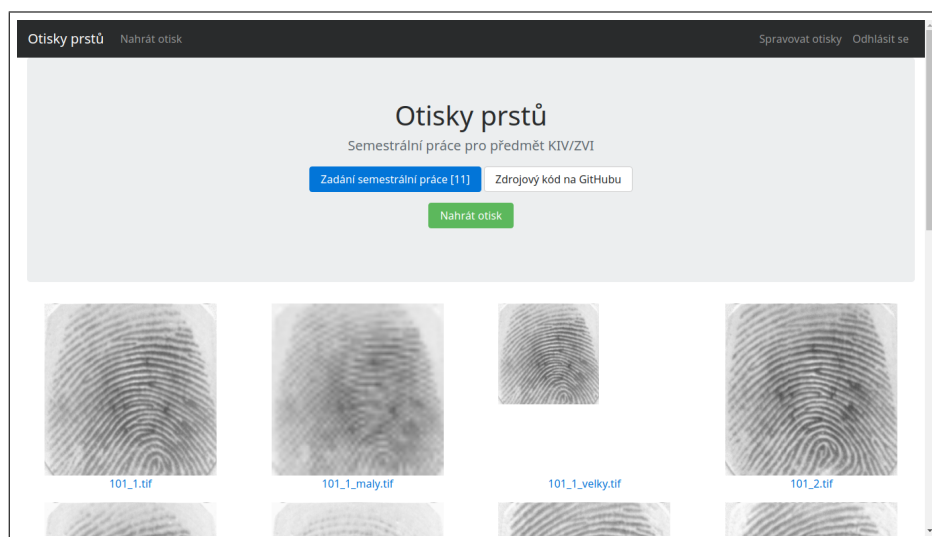 Otisky prstů Nahrát otisk Spravovat otisky Odhlásit se
Otisky prstů
Semestrální práce pro předmět KIV/ZVI
Zadání semestrální práce [11] Zdrojový kód na GitHubu
Nahrát otisk
101_1.tif 101_1_maly.tif 101_1_velky.tif 101_2.tif